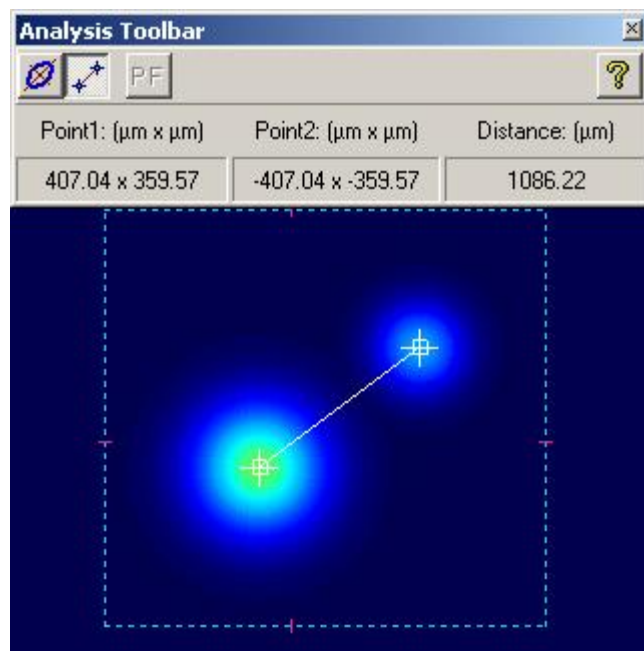 Analysis Toolbar
PF
Point1: (µm x µm) Point2: (µm x µm) Distance: (µm)
407.04 x 359.57 -407.04 x -359.57 1086.22